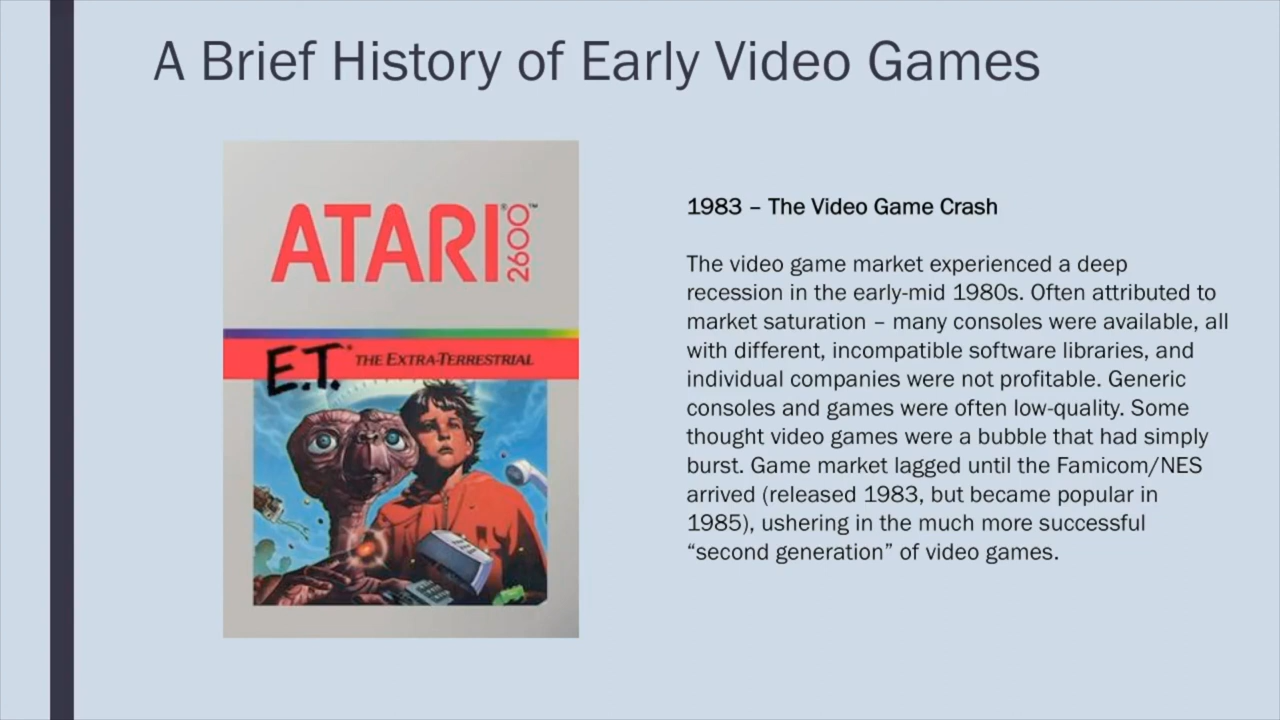 A Brief History of Early Video Games
ATARI® 2600™
E.T.* THE EXTRA-TERRESTRIAL
1983 – The Video Game Crash
The video game market experienced a deep
recession in the early-mid 1980s. Often attributed to
market saturation – many consoles were available, all
with different, incompatible software libraries, and
individual companies were not profitable. Generic
consoles and games were often low-quality. Some
thought video games were a bubble that had simply
burst. Game market lagged until the Famicom/NES
arrived (released 1983, but became popular in
1985), ushering in the much more successful
“second generation” of video games.